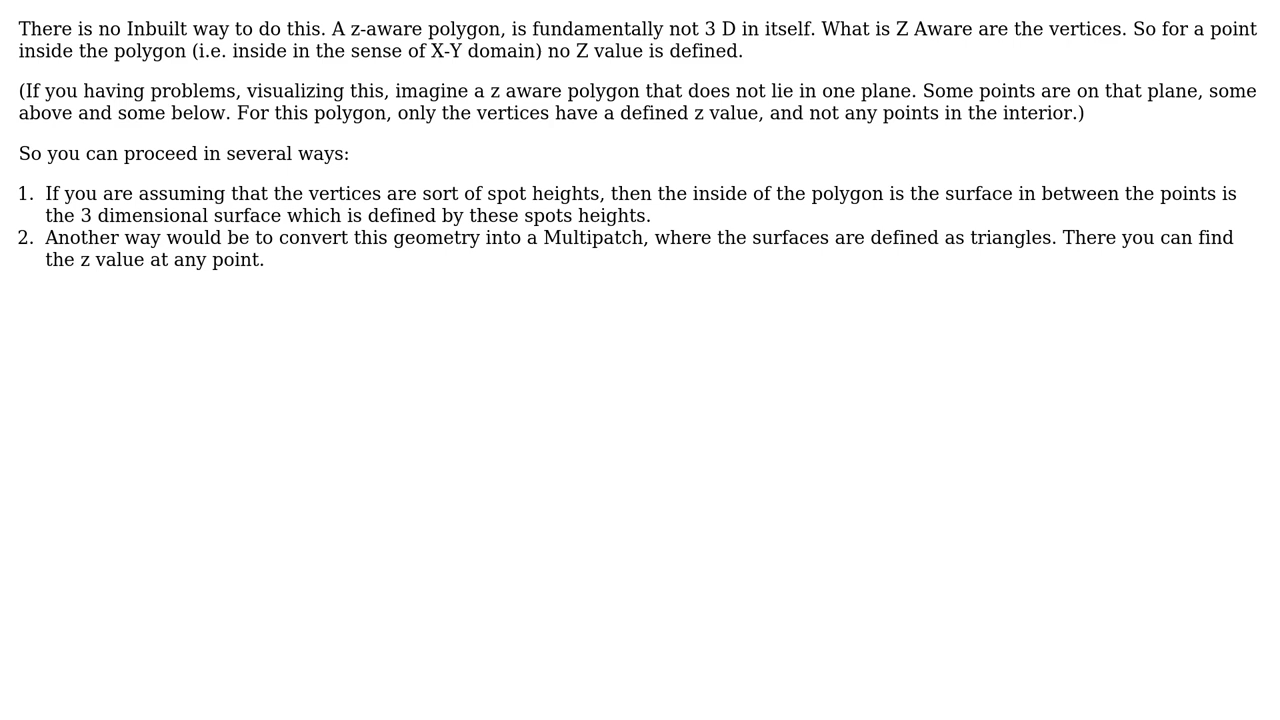 There is no Inbuilt way to do this. A z-aware polygon, is fundamentally not 3 D in itself. What is Z Aware are the vertices. So for a point
inside the polygon (i.e. inside in the sense of X-Y domain) no Z value is defined.
(If you having problems, visualizing this, imagine a z aware polygon that does not lie in one plane. Some points are on that plane, some
above and some below. For this polygon, only the vertices have a defined z value, and not any points in the interior.)
So you can proceed in several ways:
1. If you are assuming that the vertices are sort of spot heights, then the inside of the polygon is the surface in between the points is
the 3 dimensional surface which is defined by these spots heights.
2. Another way would be to convert this geometry into a Multipatch, where the surfaces are defined as triangles. There you can find
the z value at any point.